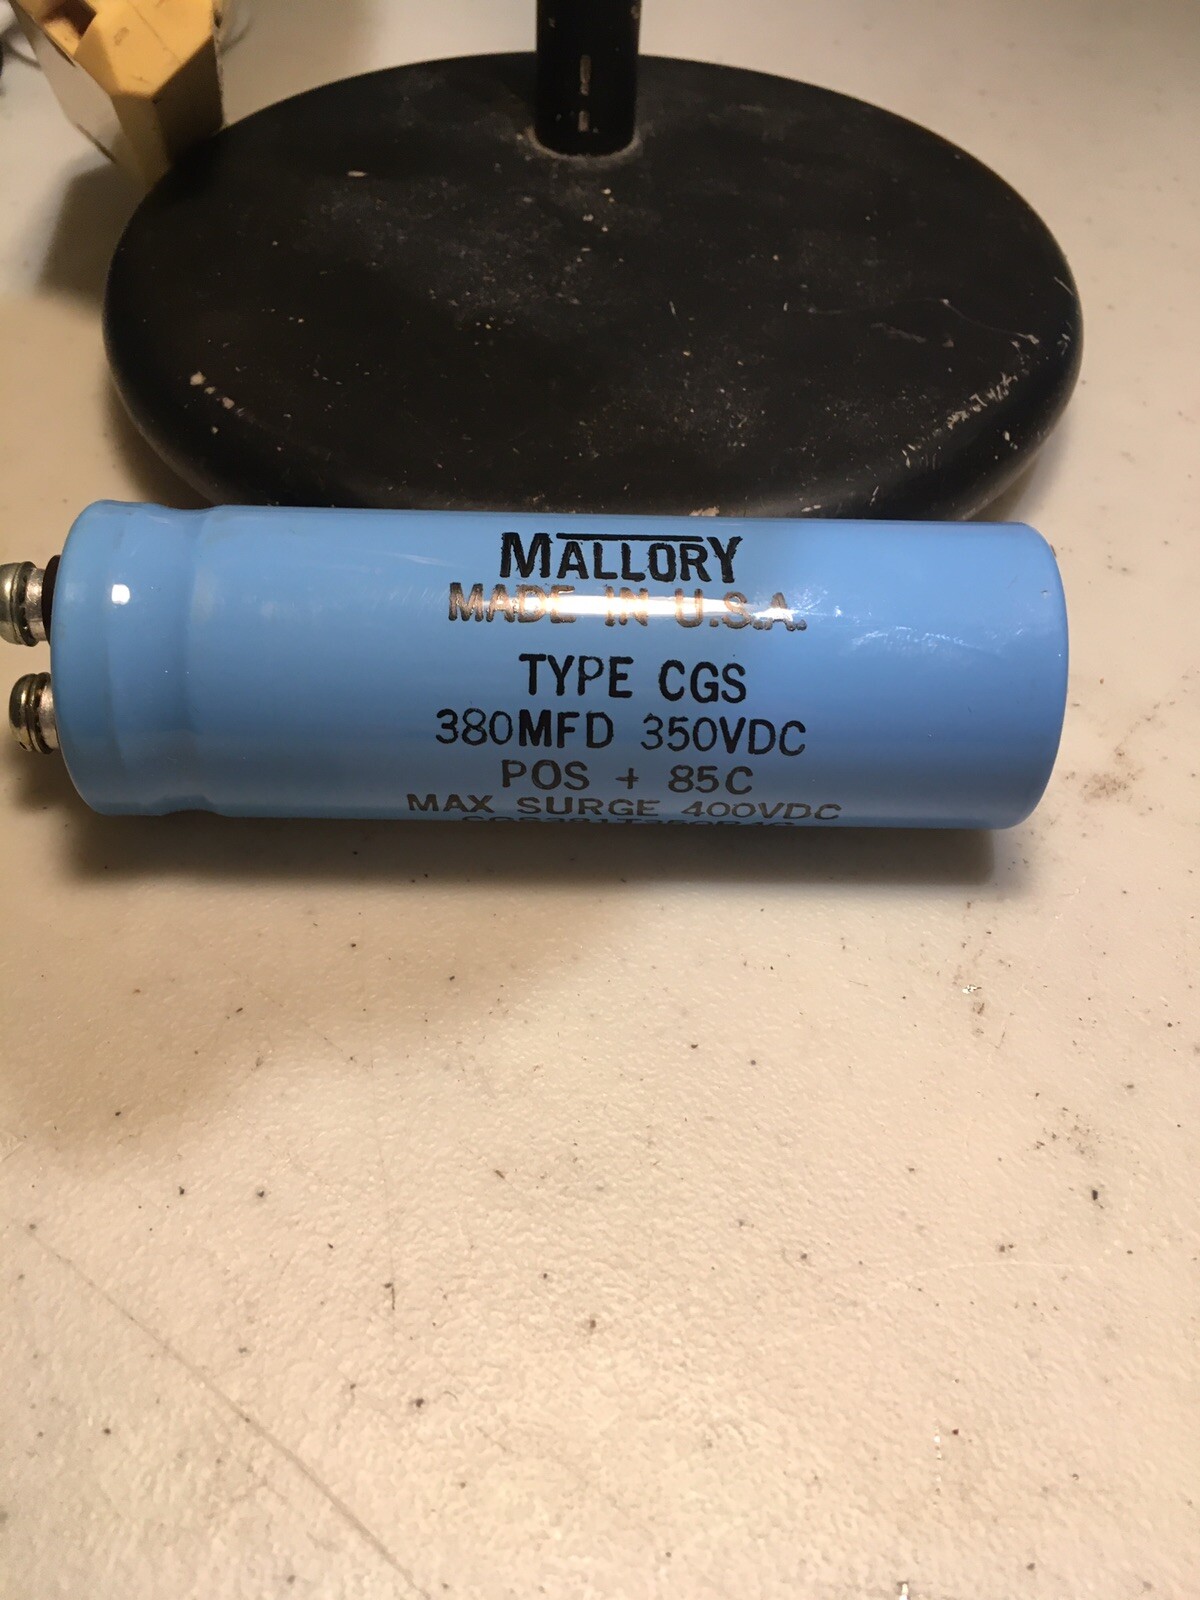 MALLORY
MADE IN U.S.A.
TYPE CGS
380MFD 350VDC
POS + 85C
MAX SURGE 400VDC